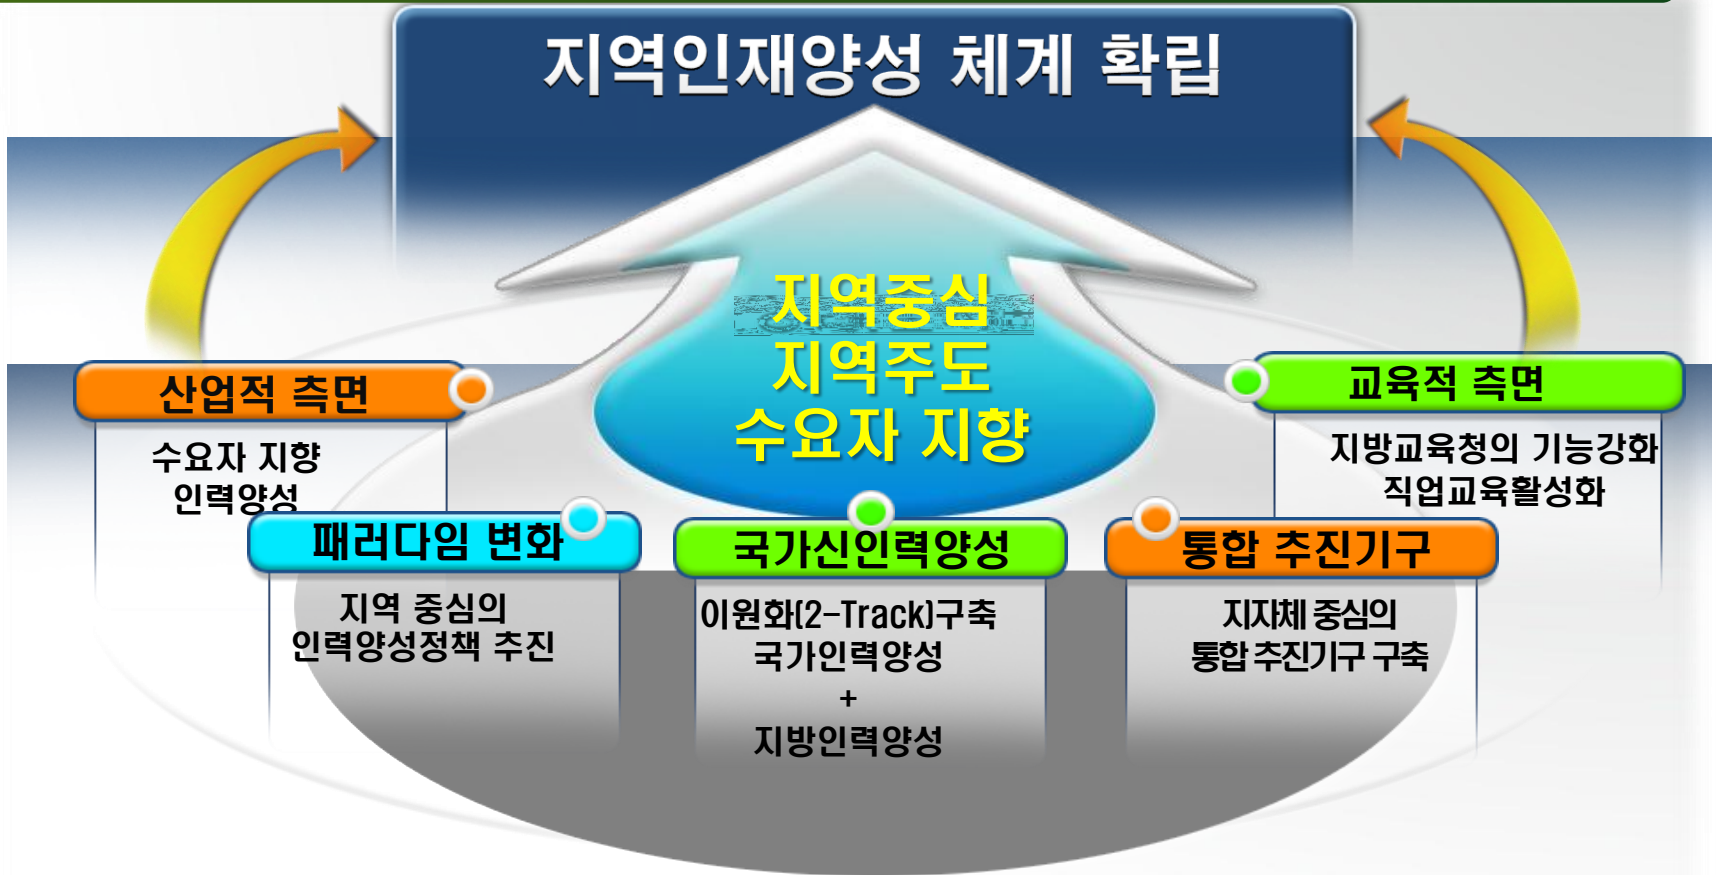 지역인재양성 체계 확립
지역중심
지역주도
수요자 지향
산업적 측면
수요자 지향
인력양성
패러다임 변화
지역 중심의
인력양성정책 추진
국가신인력양성
이원화(2-Track)구축
국가인력양성
+
지방인력양성
통합 추진기구
지자체 중심의
통합 추진기구 구축
교육적 측면
지방교육청의 기능강화
직업교육활성화